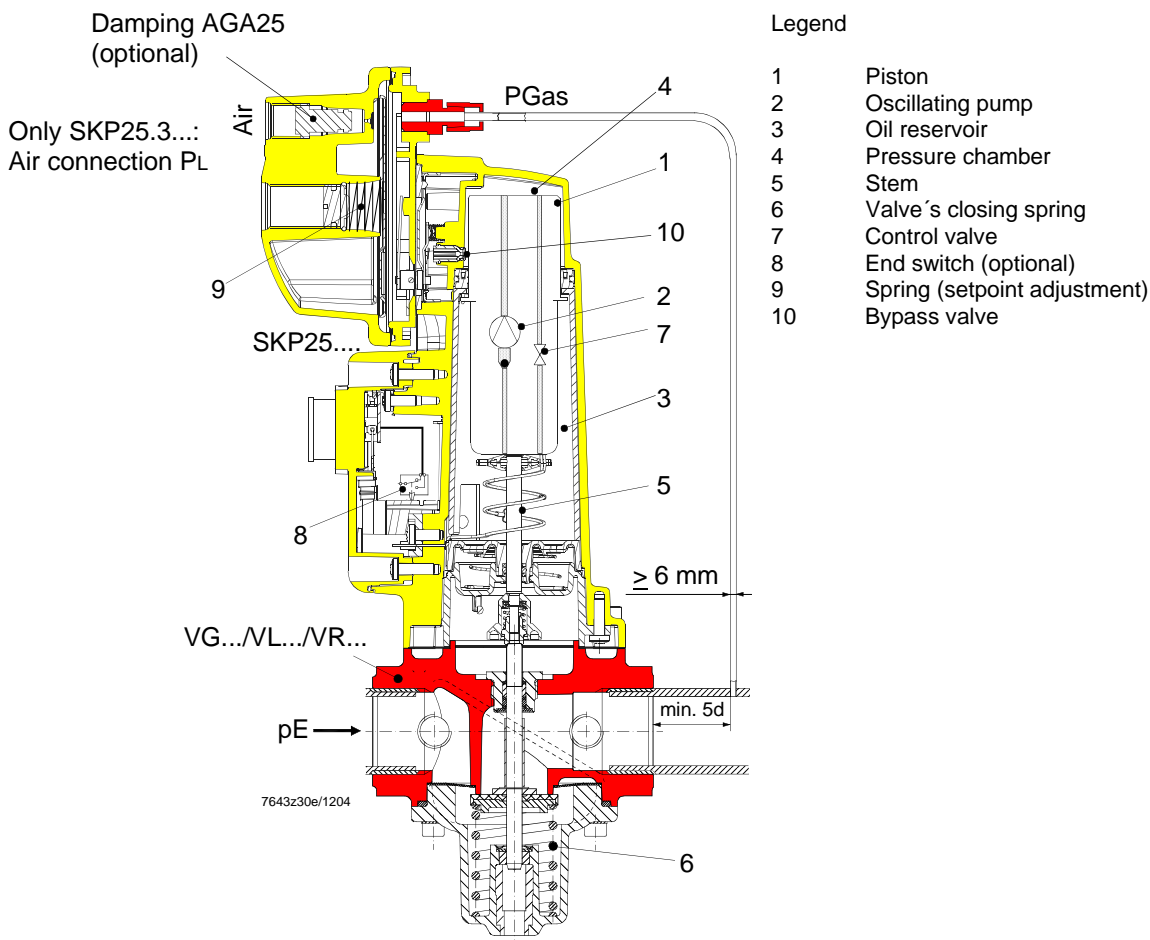 Damping AGA25
(optional)
Only SKP25.3...:
Air connection PL
Air
PGas
4
1
10
9
2
7
SKP25....
3
8
5
≥ 6 mm
VG.../VL.../VR...
min. 5d
pE
7643z30e/1204
6
Legend
1 Piston
2 Oscillating pump
3 Oil reservoir
4 Pressure chamber
5 Stem
6 Valve´s closing spring
7 Control valve
8 End switch (optional)
9 Spring (setpoint adjustment)
10 Bypass valve